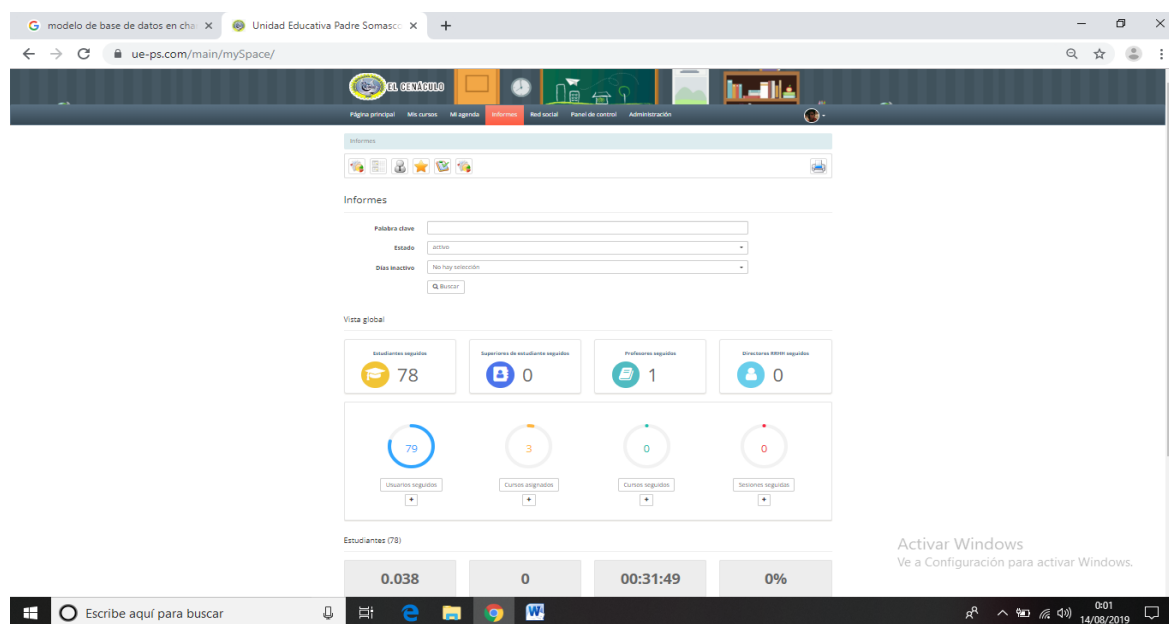 modelo de base de datos en cha
Unidad Educativa Padre Somasco
ue-ps.com/main/mySpace/
EL CENÁCULO
Página principal Mis cursos Mi agenda Informes Red social Panel de control Administración
Informes
Informes
Palabra clave
Estado activo
Días inactivo No hay selección
Buscar
Vista global
Estudiantes seguidos Superiores de estudiante seguidos Profesores seguidos Directores RRHH seguidos
78 0 1 0
79 3 0 0
Usuarios seguidos Cursos asignados Cursos seguidos Sesiones seguidas
+ + + +
Estudiantes (78)
0.038 0 00:31:49 0%
Activar Windows
Ve a Configuración para activar Windows.
Escribe aquí para buscar
0:01
14/08/2019